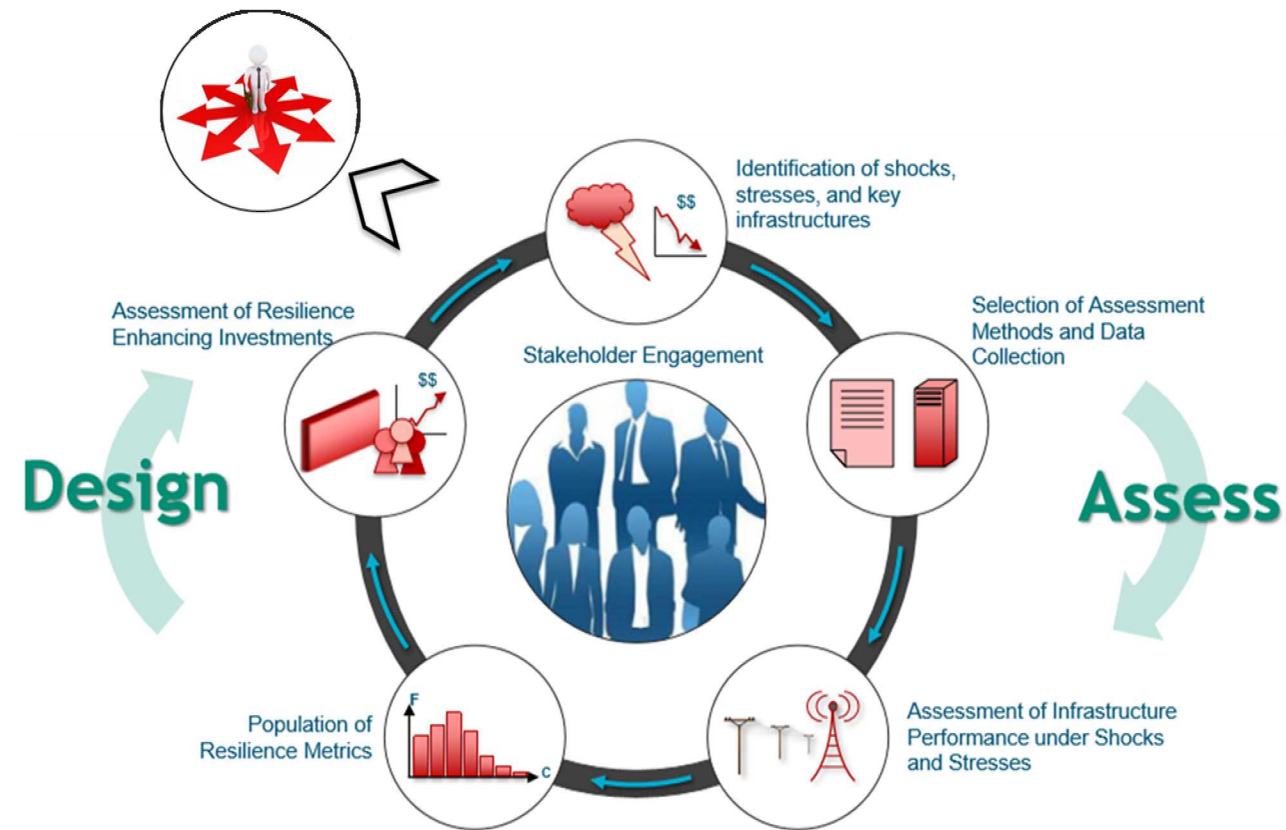 Identification of shocks,
stresses, and key
infrastructures
$$
Assessment of Resilience
Enhancing Investments
$$
Selection of Assessment
Methods and Data
Collection
Stakeholder Engagement
Design
Assess
Population of
Resilience Metrics
F
C
Assessment of Infrastructure
Performance under Shocks
and Stresses